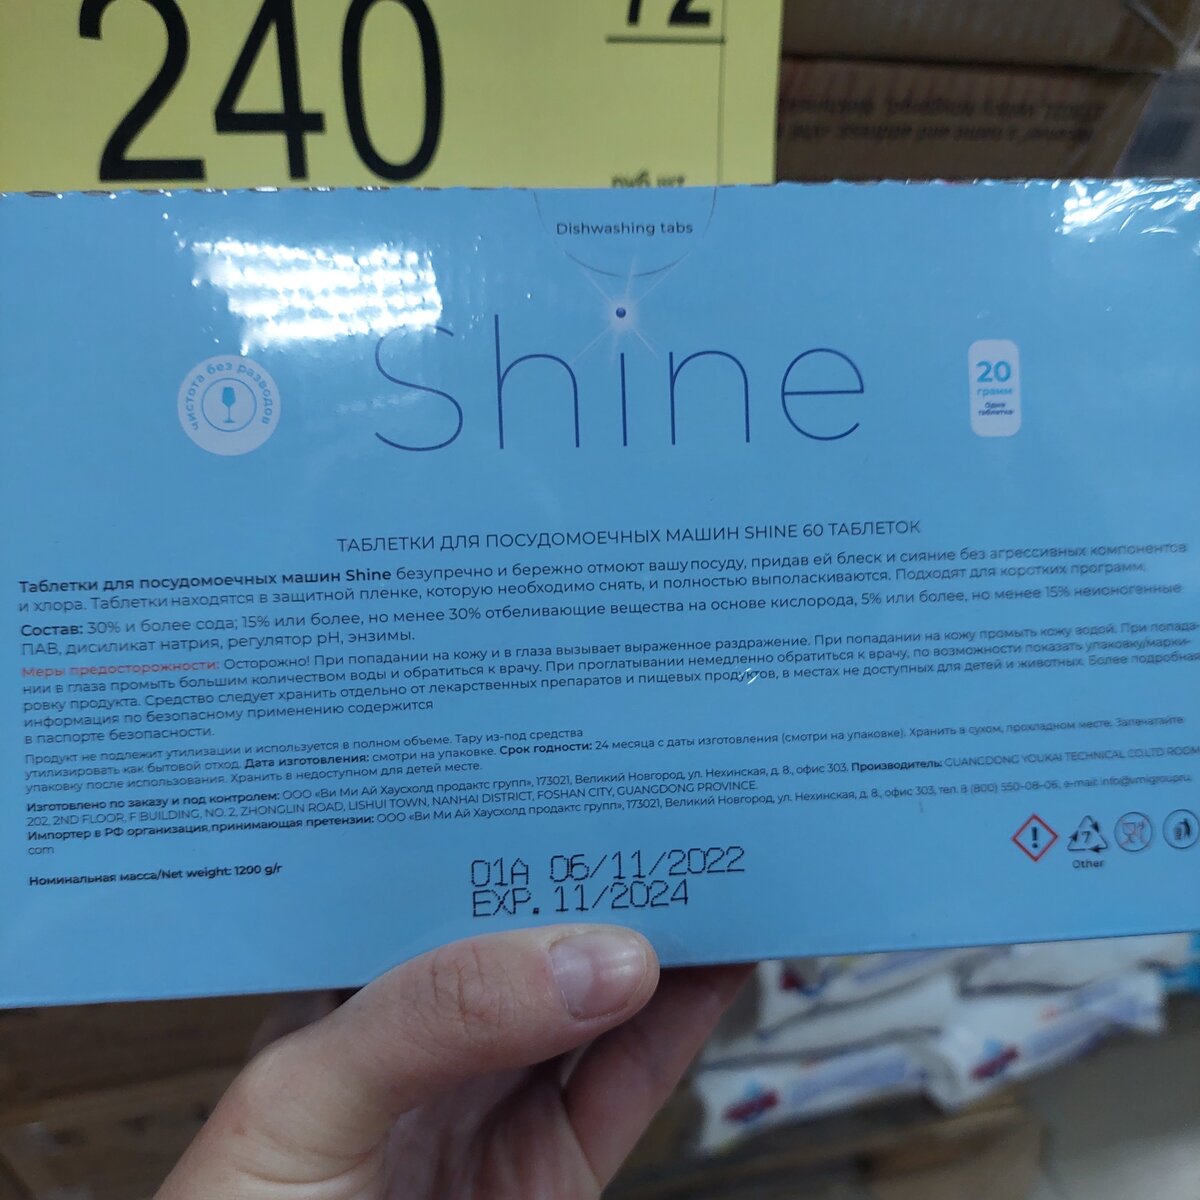 240
72
руб.шт
Dishwashing tabs
Shine
чистота без разводов
20
грамм
Одна
таблетка
ТАБЛЕТКИ ДЛЯ ПОСУДОМОЕЧНЫХ МАШИН SHINE 60 ТАБЛЕТОК
Таблетки для посудомоечных машин Shine безупречно и бережно отмоют вашу посуду, придав ей блеск и сияние без агрессивных компонентов
и хлора. Таблетки находятся в защитной пленке, которую необходимо снять, и полностью выполаскиваются. Подходят для коротких программ.
Состав: 30% и более сода; 15% или более, но менее 30% отбеливающие вещества на основе кислорода, 5% или более, но менее 15% неионогенные
ПАВ, дисиликат натрия, регулятор pH, энзимы.
Меры предосторожности: Осторожно! При попадании на кожу и в глаза вызывает выраженное раздражение. При попадании на кожу промыть кожу водой. При попада-
нии в глаза промыть большим количеством воды и обратиться к врачу. При проглатывании немедленно обратиться к врачу, по возможности показать упаковку/марки-
ровку продукта. Средство следует хранить отдельно от лекарственных препаратов и пищевых продуктов, в местах не доступных для детей и животных. Более подробная
информация по безопасному применению содержится
в паспорте безопасности.
Продукт не подлежит утилизации и используется в полном объеме. Тару из-под средства
утилизировать как бытовой отход. Дата изготовления: смотри на упаковке. Срок годности: 24 месяца с даты изготовления (смотри на упаковке). Хранить в сухом, прохладном месте. Запечатайте
упаковку после использования. Хранить в недоступном для детей месте.
Изготовлено по заказу и под контролем: ООО «Ви Ми Ай Хаусхолд продактс групп», 173021, Великий Новгород, ул. Нехинская, д. 8, офис 303. Производитель: GUANGDONG YOUKAI TECHNICAL CO.LTD ROOM
202, 2ND FLOOR, F BUILDING, NO. 2, ZHONGLIN ROAD, LISHUI TOWN, NANHAI DISTRICT, FOSHAN CITY, GUANGDONG PROVINCE.
Импортер в РФ организация,принимающая претензии: ООО «Ви Ми Ай Хаусхолд продактс групп», 173021, Великий Новгород, ул. Нехинская, д. 8, офис 303, тел. 8 (800) 550-08-06, e-mail: info@vmigroupru.
com
Номинальная масса/Net weight: 1200 g/г
01A 06/11/2022
EXP. 11/2024
7
Other